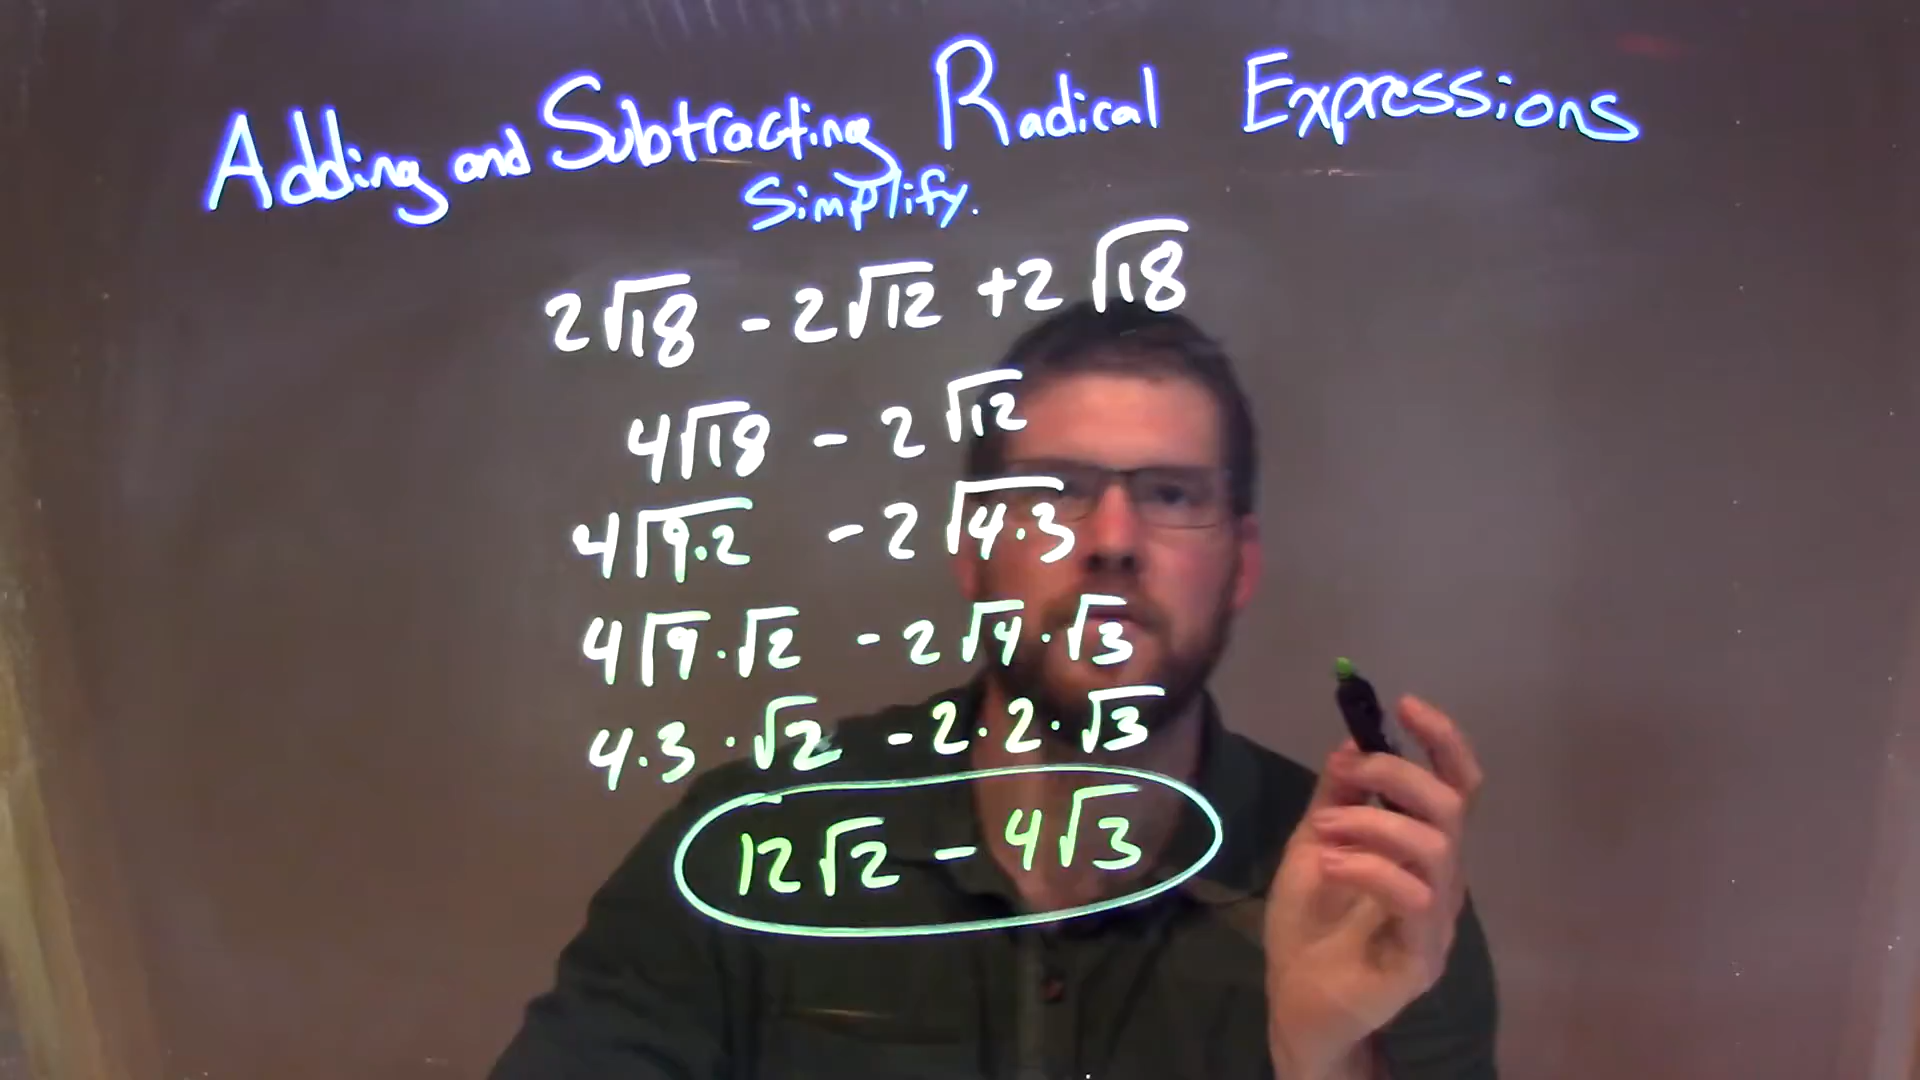 Adding and Subtracting Radical Expressions
Simplify.
2√18 - 2√12 + 2√18
4√18 - 2√12
4√9·2 - 2√4·3
4√9·√2 - 2√4·√3
4·3·√2 - 2·2·√3
12√2 - 4√3